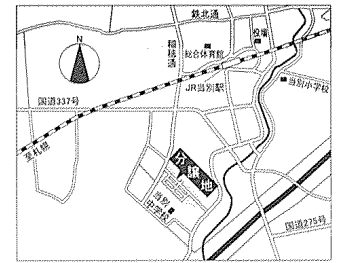 鉄北通
役場
稲穂通
総合体育館
N
JR当別駅
当別小学校
国道337号
至札幌
分譲地
当別
中学校
国道275号